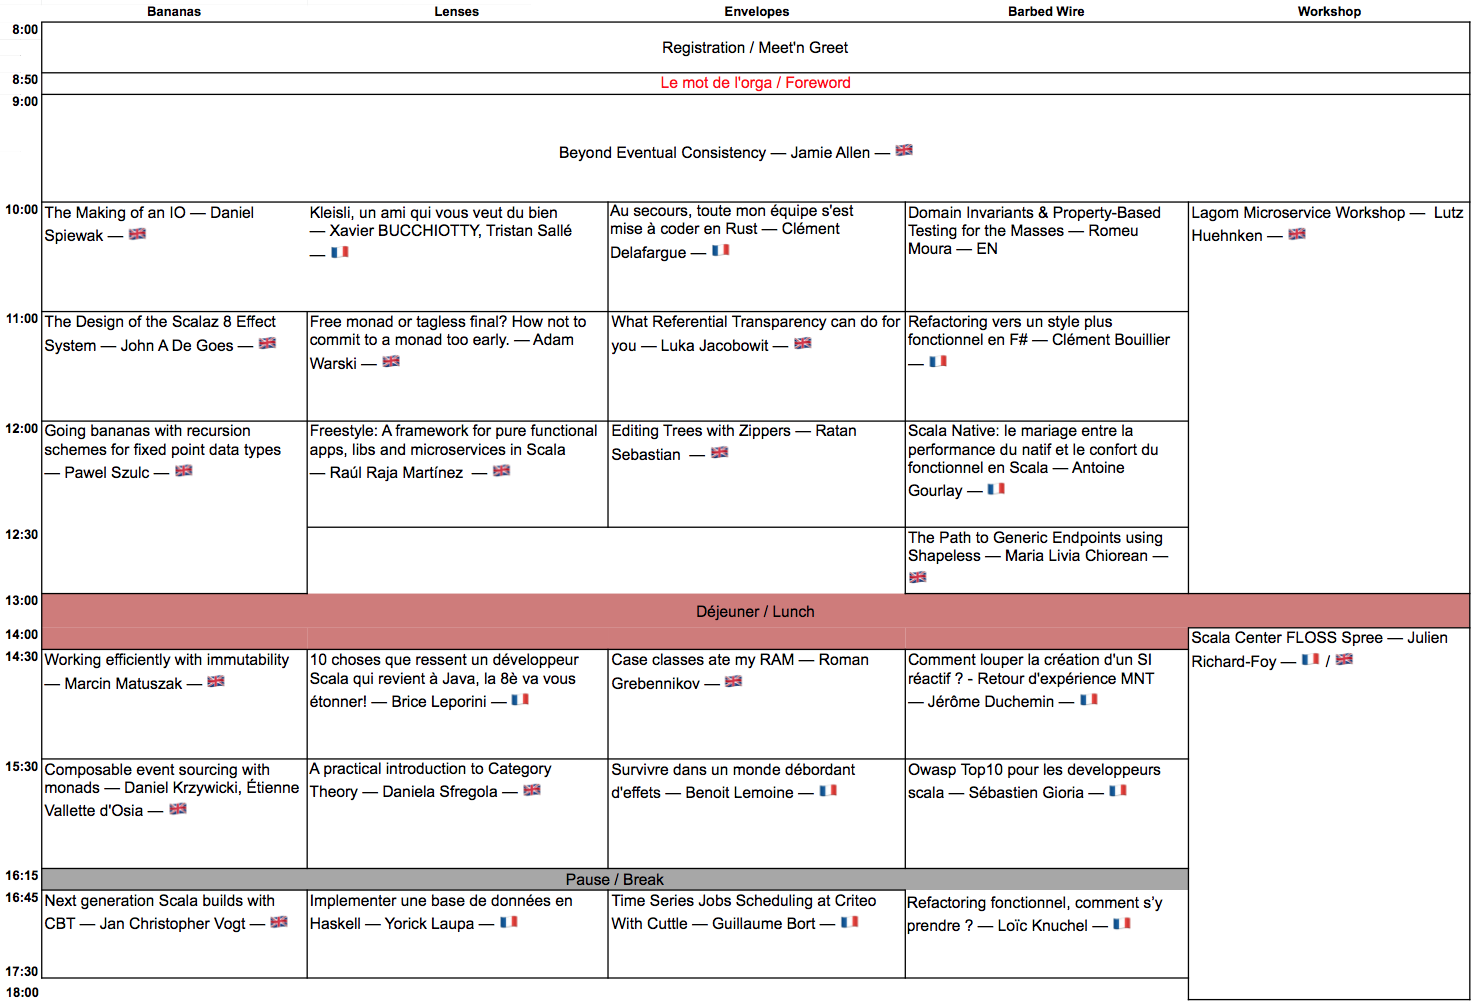 Bananas Lenses Envelopes Barbed Wire Workshop
8:00
Registration / Meet'n Greet
8:50
Le mot de l'orga / Foreword
9:00
Beyond Eventual Consistency — Jamie Allen —
10:00
The Making of an IO — Daniel
Spiewak —
Kleisli, un ami qui vous veut du bien
— Xavier BUCCHIOTTY, Tristan Sallé
—
Au secours, toute mon équipe s'est
mise à coder en Rust — Clément
Delafargue —
Domain Invariants & Property-Based
Testing for the Masses — Romeu
Moura — EN
Lagom Microservice Workshop — Lutz
Huehnken —
11:00
The Design of the Scalaz 8 Effect
System — John A De Goes —
Free monad or tagless final? How not to
commit to a monad too early. — Adam
Warski —
What Referential Transparency can do for
you — Luka Jacobowit —
Refactoring vers un style plus
fonctionnel en F# — Clément Bouillier
—
12:00
Going bananas with recursion
schemes for fixed point data types
— Pawel Szulc —
Freestyle: A framework for pure functional
apps, libs and microservices in Scala
— Raúl Raja Martínez —
Editing Trees with Zippers — Ratan
Sebastian —
Scala Native: le mariage entre la
performance du natif et le confort du
fonctionnel en Scala — Antoine
Gourlay —
12:30
The Path to Generic Endpoints using
Shapeless — Maria Livia Chiorean —
13:00
Déjeuner / Lunch
14:00
Scala Center FLOSS Spree — Julien
Richard-Foy — /
14:30
Working efficiently with immutability
— Marcin Matuszak —
10 choses que ressent un développeur
Scala qui revient à Java, la 8è va vous
étonner! — Brice Leporini —
Case classes ate my RAM — Roman
Grebennikov —
Comment louper la création d'un SI
réactif ? - Retour d'expérience MNT
— Jérôme Duchemin —
15:30
Composable event sourcing with
monads — Daniel Krzywicki, Étienne
Vallette d'Osia —
A practical introduction to Category
Theory — Daniela Sfregola —
Survivre dans un monde débordant
d'effets — Benoit Lemoine —
Owasp Top10 pour les developpeurs
scala — Sébastien Gioria —
16:15
Pause / Break
16:45
Next generation Scala builds with
CBT — Jan Christopher Vogt —
Implementer une base de données en
Haskell — Yorick Laupa —
Time Series Jobs Scheduling at Criteo
With Cuttle — Guillaume Bort —
Refactoring fonctionnel, comment s'y
prendre ? — Loïc Knuchel —
17:30
18:00